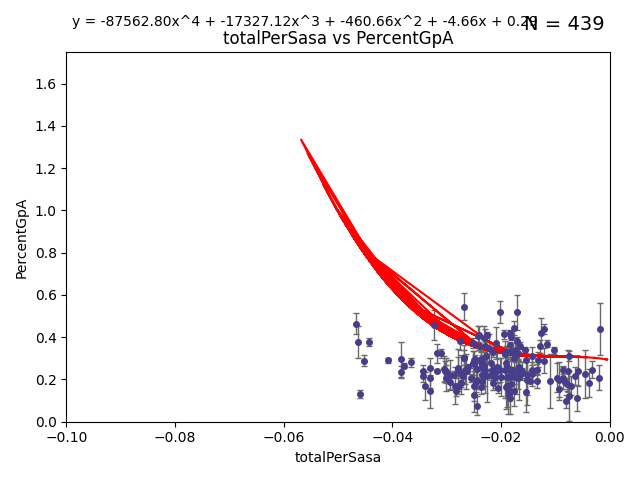 y = -87562.80x^4 + -17327.12x^3 + -460.66x^2 + -4.66x + 0.29
N = 439
totalPerSasa vs PercentGpA
PercentGpA
1.6
1.4
1.2
1.0
0.8
0.6
0.4
0.2
0.0
−0.10 −0.08 −0.06 −0.04 −0.02 0.00
totalPerSasa